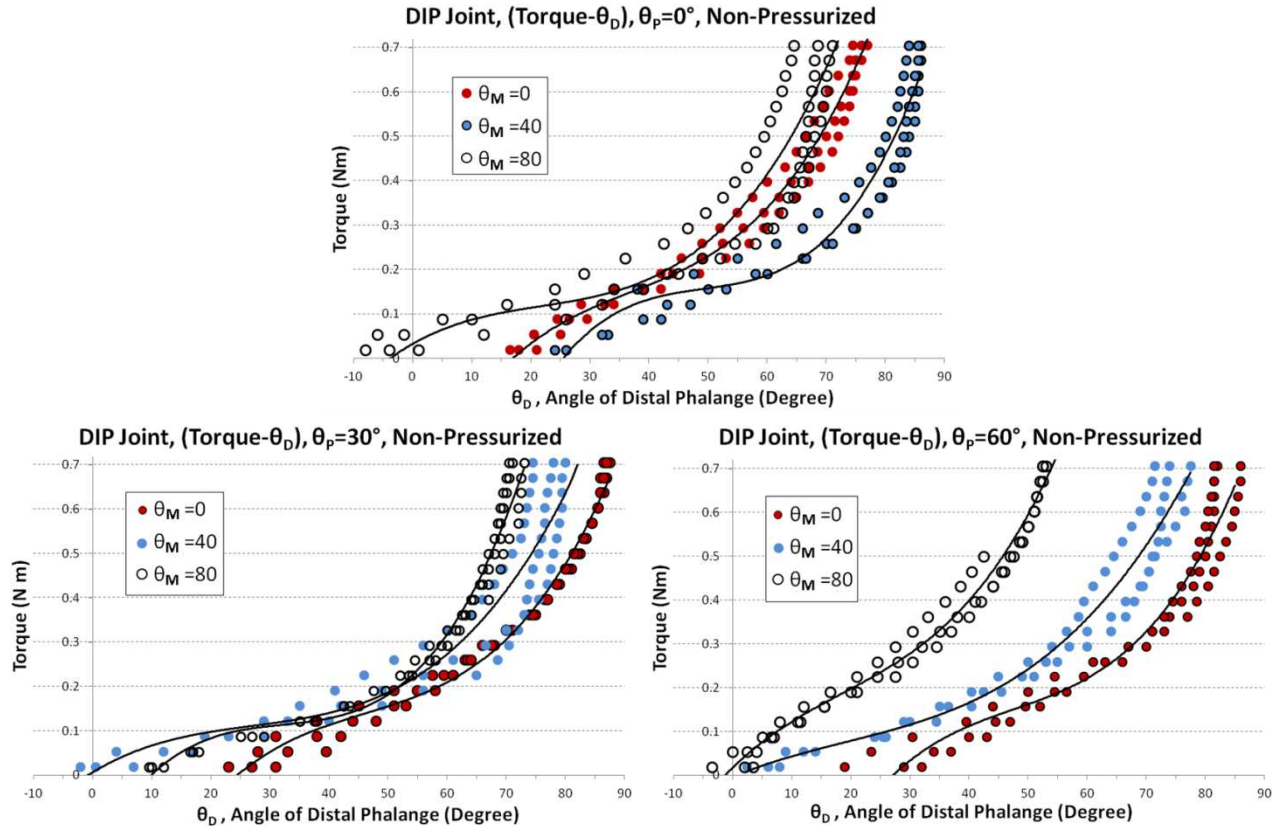 DIP Joint, (Torque-θD), θP=0°, Non-Pressurized
0.7
0.6
0.5
0.4
0.3
0.2
0.1
0
Torque (Nm)
θM =0
θM =40
θM =80
-10 0 10 20 30 40 50 60 70 80 90
θD , Angle of Distal Phalange (Degree)
DIP Joint, (Torque-θD), θP=30°, Non-Pressurized
0.7
0.6
0.5
0.4
0.3
0.2
0.1
0
Torque (N m)
θM =0
θM =40
θM =80
-10 0 10 20 30 40 50 60 70 80 90
θD , Angle of Distal Phalange (Degree)
DIP Joint, (Torque-θD), θP=60°, Non-Pressurized
0.7
0.6
0.5
0.4
0.3
0.2
0.1
0
Torque (Nm)
θM =0
θM =40
θM =80
-10 0 10 20 30 40 50 60 70 80 90
θD , Angle of Distal Phalange (Degree)